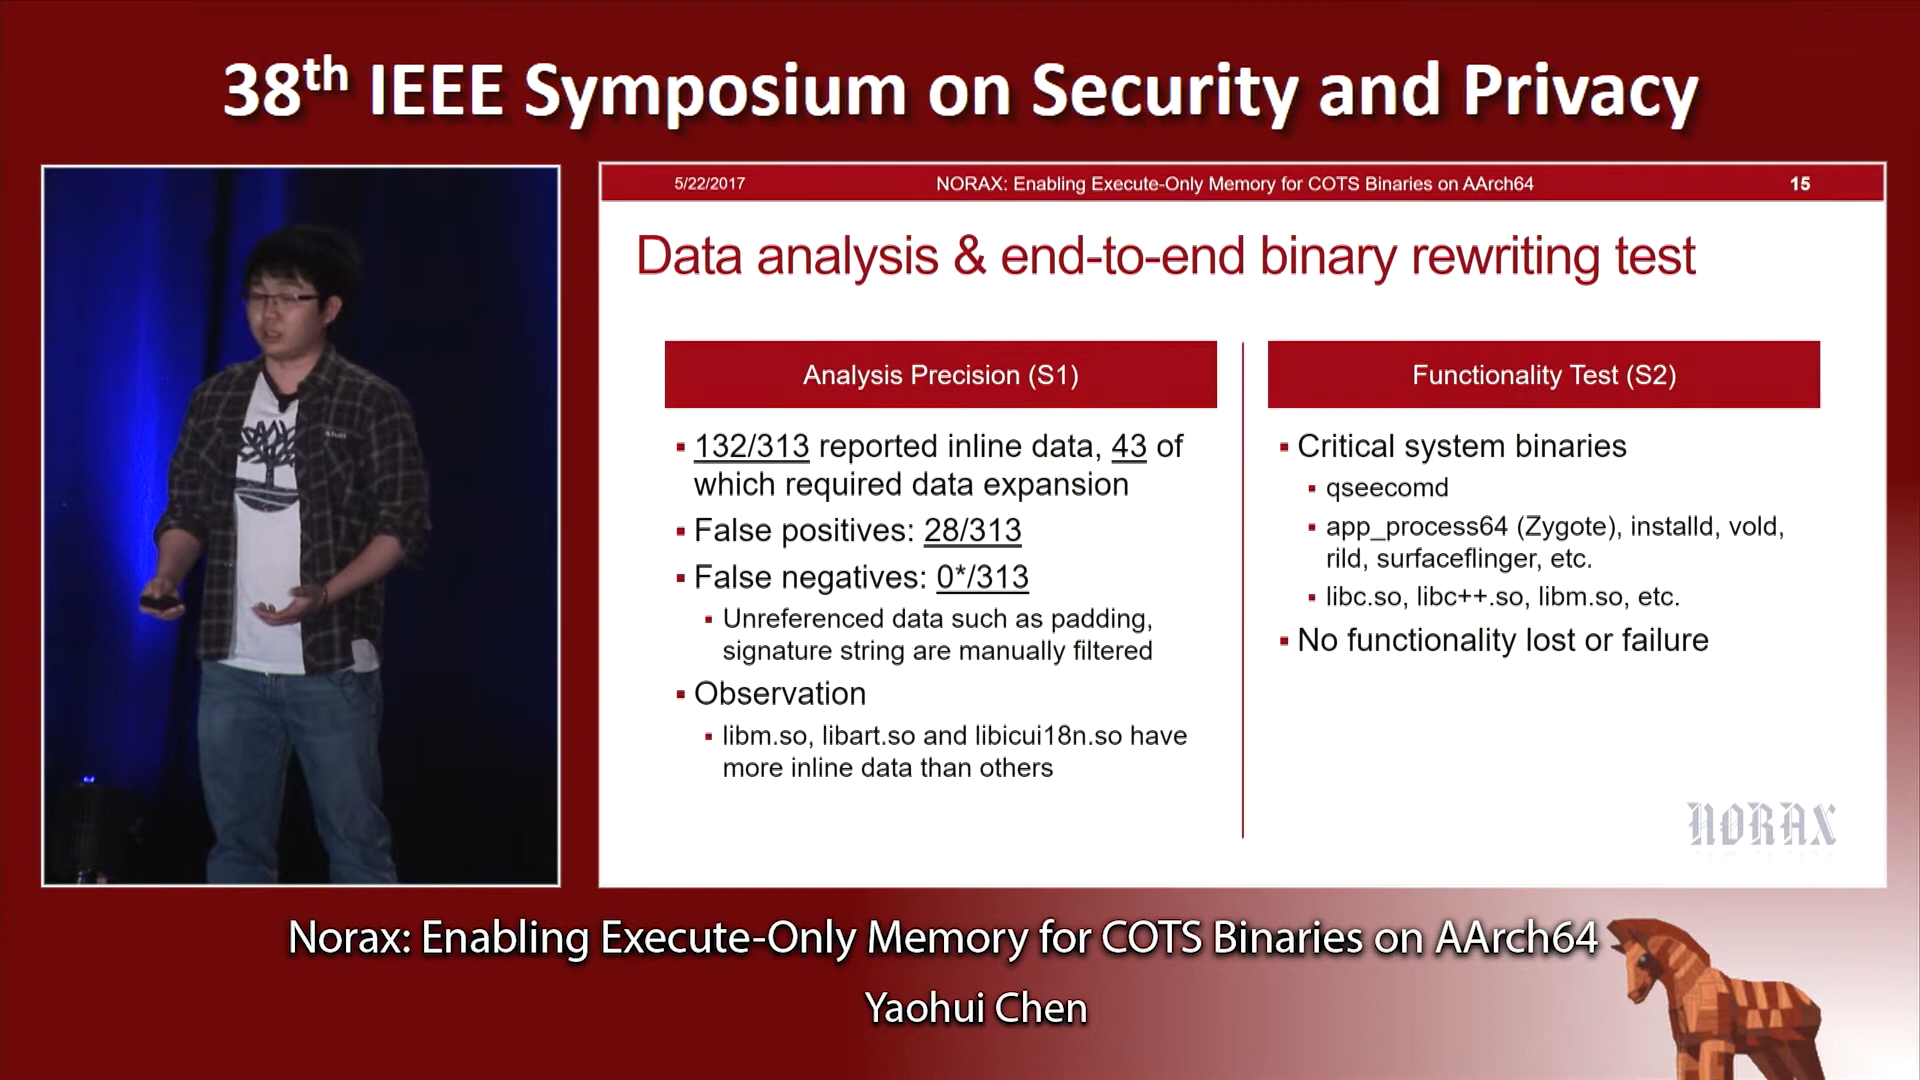 38th IEEE Symposium on Security and Privacy
5/22/2017
NORAX: Enabling Execute-Only Memory for COTS Binaries on AArch64
15
Data analysis & end-to-end binary rewriting test
Analysis Precision (S1)
▪ 132/313 reported inline data, 43 of
which required data expansion
▪ False positives: 28/313
▪ False negatives: 0*/313
▪ Unreferenced data such as padding,
signature string are manually filtered
▪ Observation
▪ libm.so, libart.so and libicui18n.so have
more inline data than others
Functionality Test (S2)
▪ Critical system binaries
▪ qseecomd
▪ app_process64 (Zygote), installd, vold,
rild, surfaceflinger, etc.
▪ libc.so, libc++.so, libm.so, etc.
▪ No functionality lost or failure
NORAX
Norax: Enabling Execute-Only Memory for COTS Binaries on AArch64
Yaohui Chen